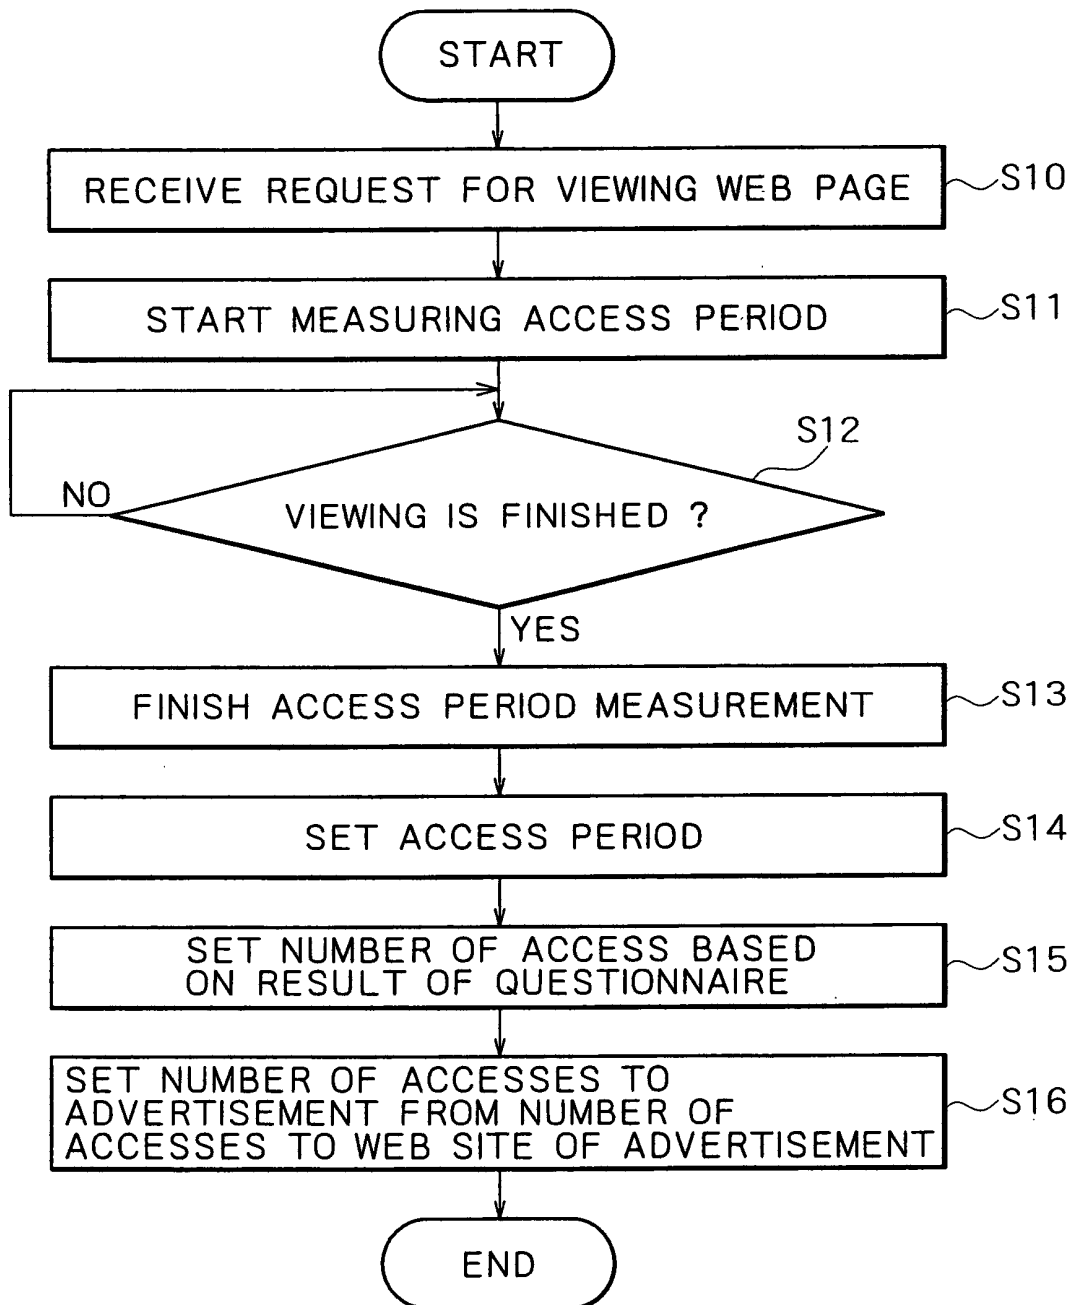 START
RECEIVE REQUEST FOR VIEWING WEB PAGE
S10
START MEASURING ACCESS PERIOD
S11
S12
NO
VIEWING IS FINISHED ?
YES
FINISH ACCESS PERIOD MEASUREMENT
S13
SET ACCESS PERIOD
S14
SET NUMBER OF ACCESS BASED
ON RESULT OF QUESTIONNAIRE
S15
SET NUMBER OF ACCESSES TO
ADVERTISEMENT FROM NUMBER OF
ACCESSES TO WEB SITE OF ADVERTISEMENT
S16
END